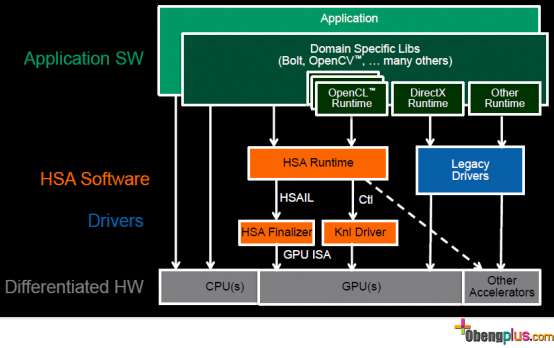 Application
Application SW
Domain Specific Libs
(Bolt, OpenCV™, … many others)
OpenCL™
Runtime
DirectX
Runtime
Other
Runtime
HSA Software
HSA Runtime
Legacy
Drivers
HSAIL
Ctl
Drivers
HSA Finalizer
Knl Driver
GPU ISA
Differentiated HW
CPU(s)
GPU(s)
Other
Accelerators
Obengplus.com